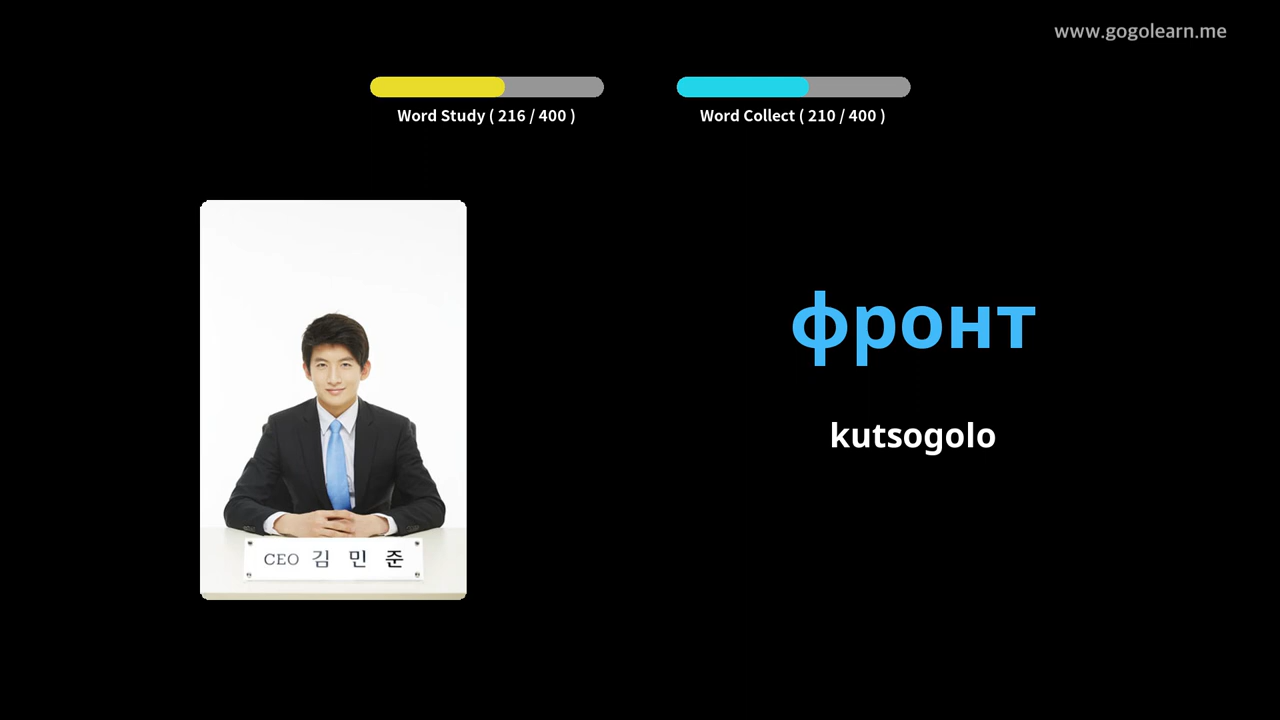 www.gogolearn.me
Word Study ( 216 / 400 )
Word Collect ( 210 / 400 )
фронт
kutsogolo
CEO 김 민 준